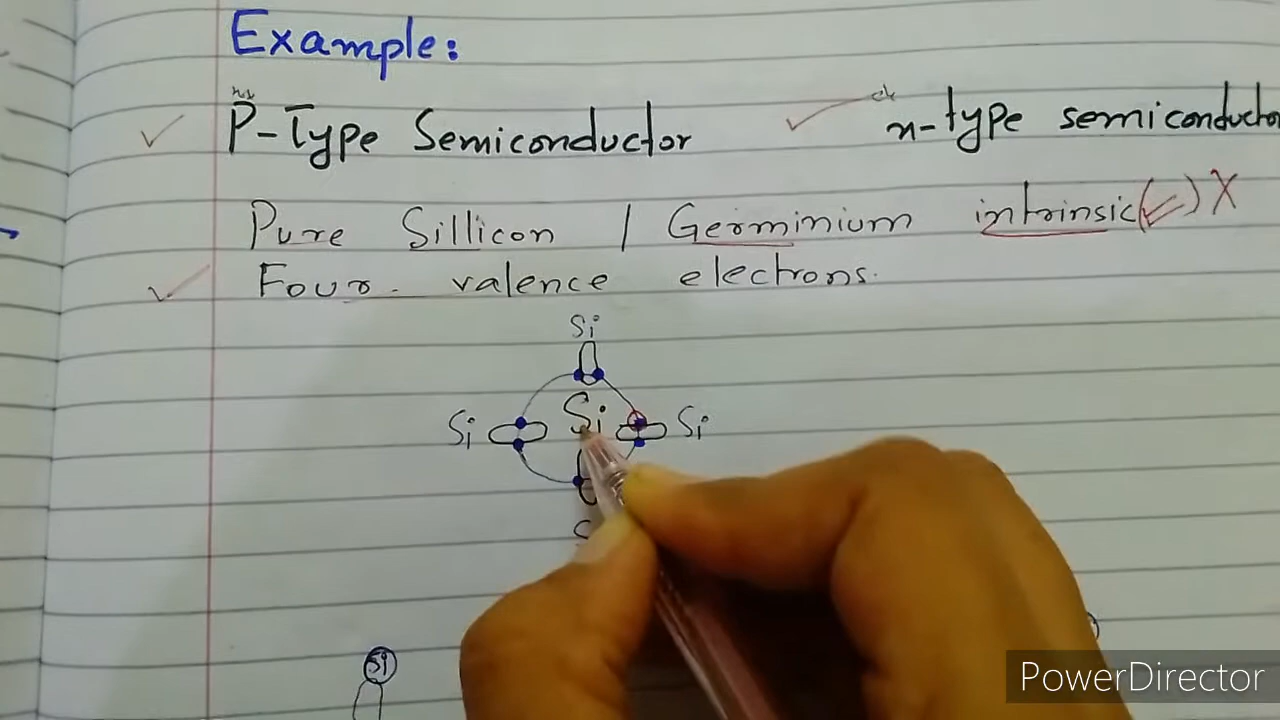 Example:
P-Type Semiconductor
n-type semiconductor
Pure Sillicon / Germinium intrinsic(✓) X
Four valence electrons.
Si
Si Si Si
Si
PowerDirector